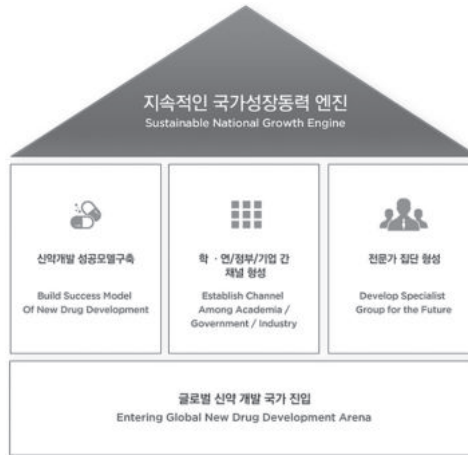 지속적인 국가성장동력 엔진
Sustainable National Growth Engine
신약개발 성공모델구축
Build Success Model
Of New Drug Development
학 · 연/정부/기업 간
채널 형성
Establish Channel
Among Academia /
Government / Industry
전문가 집단 형성
Develop Specialist
Group for the Future
글로벌 신약 개발 국가 진입
Entering Global New Drug Development Arena